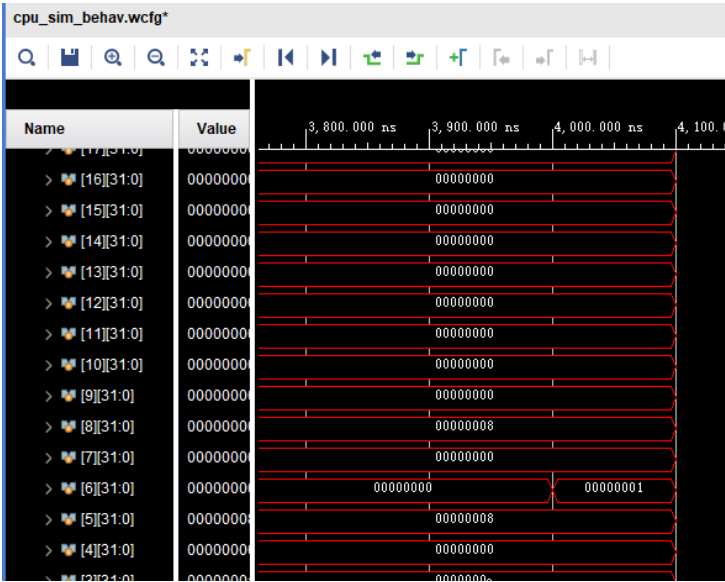 cpu_sim_behav.wcfg*
Name Value 3,800.000 ns 3,900.000 ns 4,000.000 ns 4,100.
[16][31:0] 00000000 00000000
[15][31:0] 00000000 00000000
[14][31:0] 00000000 00000000
[13][31:0] 00000000 00000000
[12][31:0] 00000000 00000000
[11][31:0] 00000000 00000000
[10][31:0] 00000000 00000000
[9][31:0] 00000000 00000000
[8][31:0] 00000000 00000008
[7][31:0] 00000000 00000000
[6][31:0] 00000000 00000000 00000001
[5][31:0] 00000008 00000008
[4][31:0] 00000000 00000000